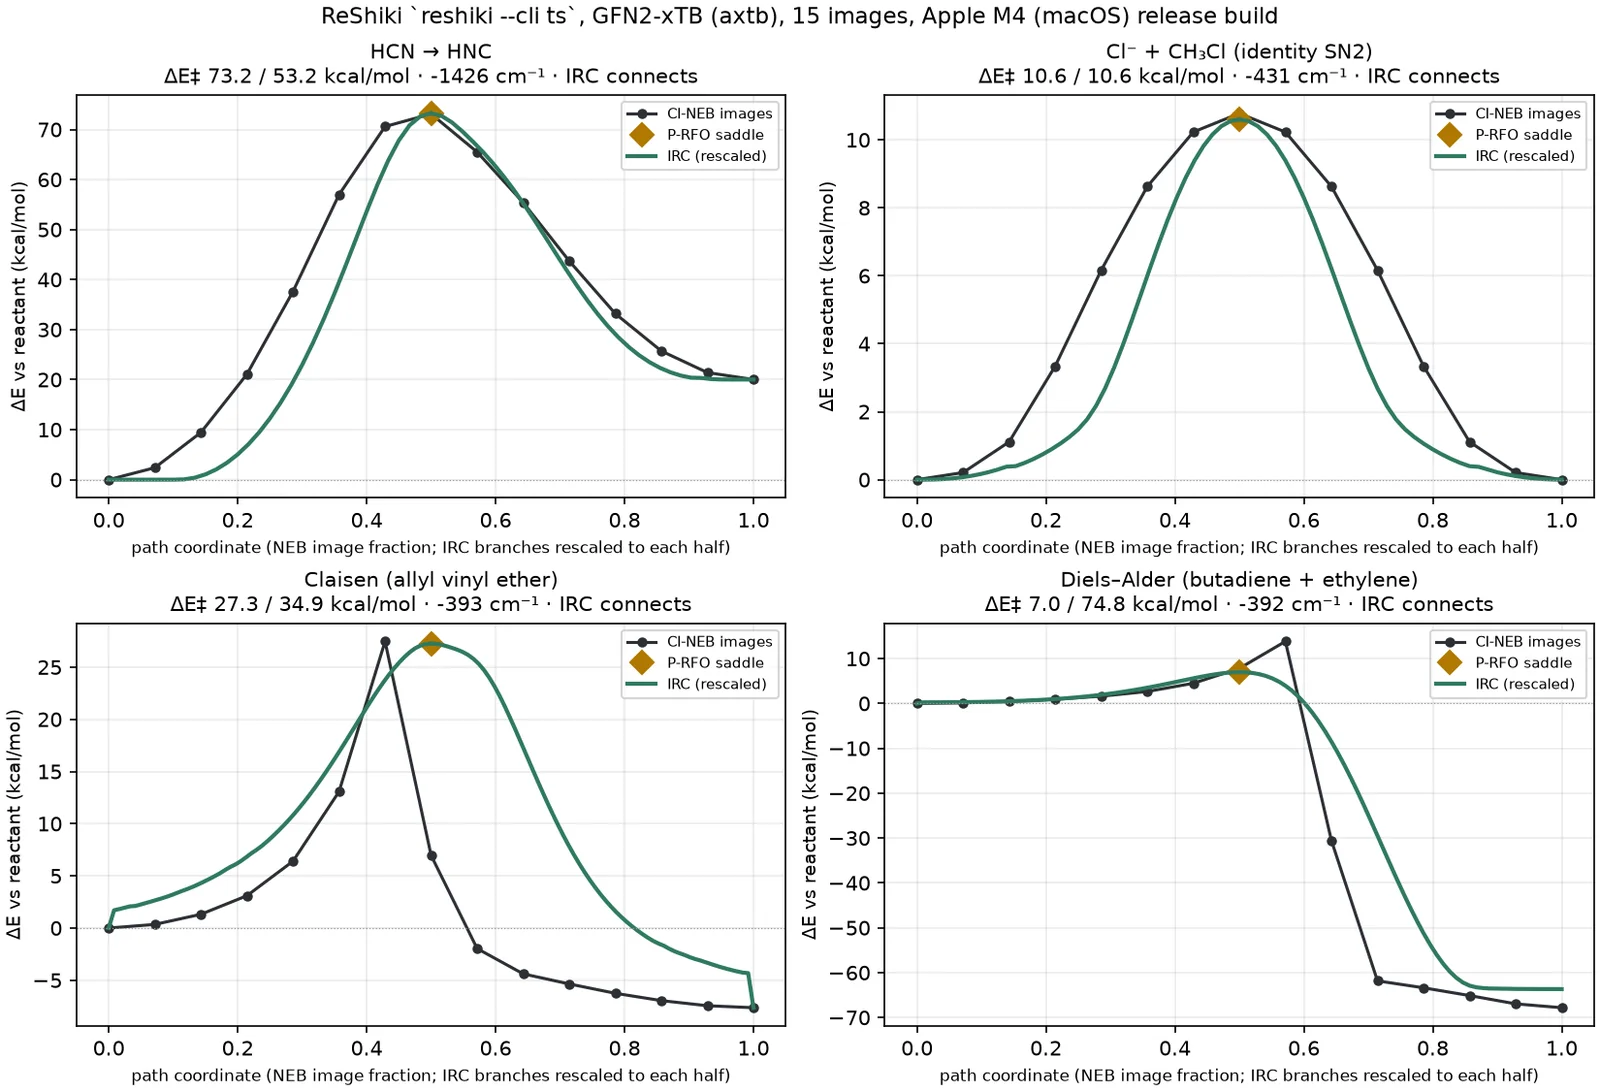 ReShiki `reshiki --cli ts`, GFN2-xTB (axtb), 15 images, Apple M4 (macOS) release build
HCN → HNC
ΔE‡ 73.2 / 53.2 kcal/mol · -1426 cm⁻¹ · IRC connects
CI-NEB images
P-RFO saddle
IRC (rescaled)
ΔE vs reactant (kcal/mol)
70
60
50
40
30
20
10
0
0.0 0.2 0.4 0.6 0.8 1.0
path coordinate (NEB image fraction; IRC branches rescaled to each half)
Cl⁻ + CH₃Cl (identity SN2)
ΔE‡ 10.6 / 10.6 kcal/mol · -431 cm⁻¹ · IRC connects
CI-NEB images
P-RFO saddle
IRC (rescaled)
ΔE vs reactant (kcal/mol)
10
8
6
4
2
0
0.0 0.2 0.4 0.6 0.8 1.0
path coordinate (NEB image fraction; IRC branches rescaled to each half)
Claisen (allyl vinyl ether)
ΔE‡ 27.3 / 34.9 kcal/mol · -393 cm⁻¹ · IRC connects
CI-NEB images
P-RFO saddle
IRC (rescaled)
ΔE vs reactant (kcal/mol)
25
20
15
10
5
0
−5
0.0 0.2 0.4 0.6 0.8 1.0
path coordinate (NEB image fraction; IRC branches rescaled to each half)
Diels–Alder (butadiene + ethylene)
ΔE‡ 7.0 / 74.8 kcal/mol · -392 cm⁻¹ · IRC connects
CI-NEB images
P-RFO saddle
IRC (rescaled)
ΔE vs reactant (kcal/mol)
10
0
−10
−20
−30
−40
−50
−60
−70
0.0 0.2 0.4 0.6 0.8 1.0
path coordinate (NEB image fraction; IRC branches rescaled to each half)